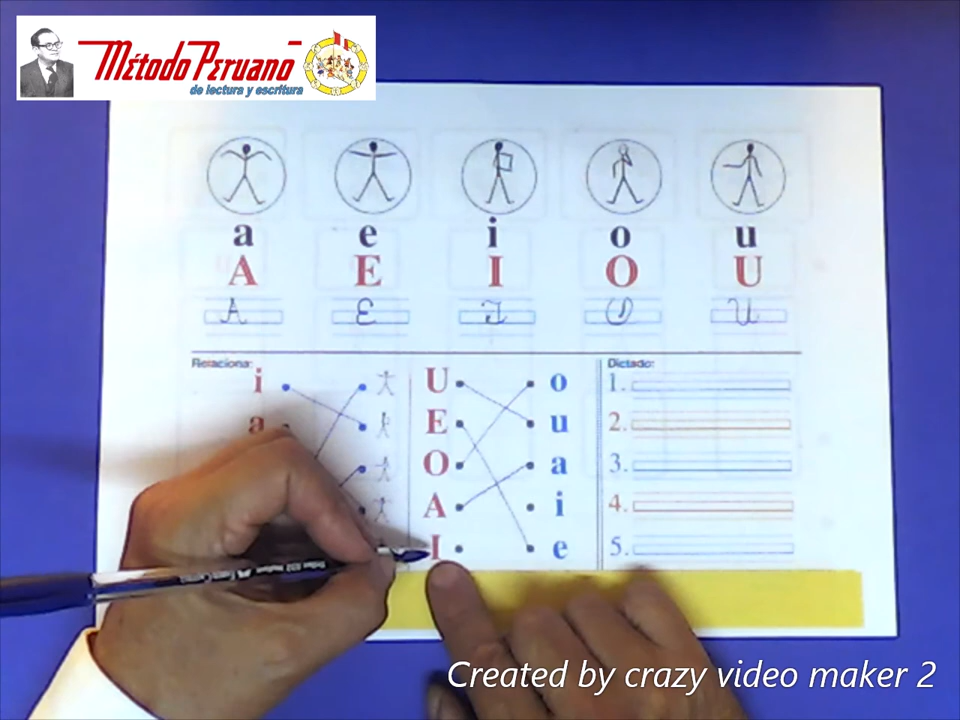 Método Peruano
de lectura y escritura
a e i o u
A E I O U
A E I O U
Relaciona:
Dictado:
i U o 1.
a E u 2.
O a 3.
A i 4.
I e 5.
Created by crazy video maker 2